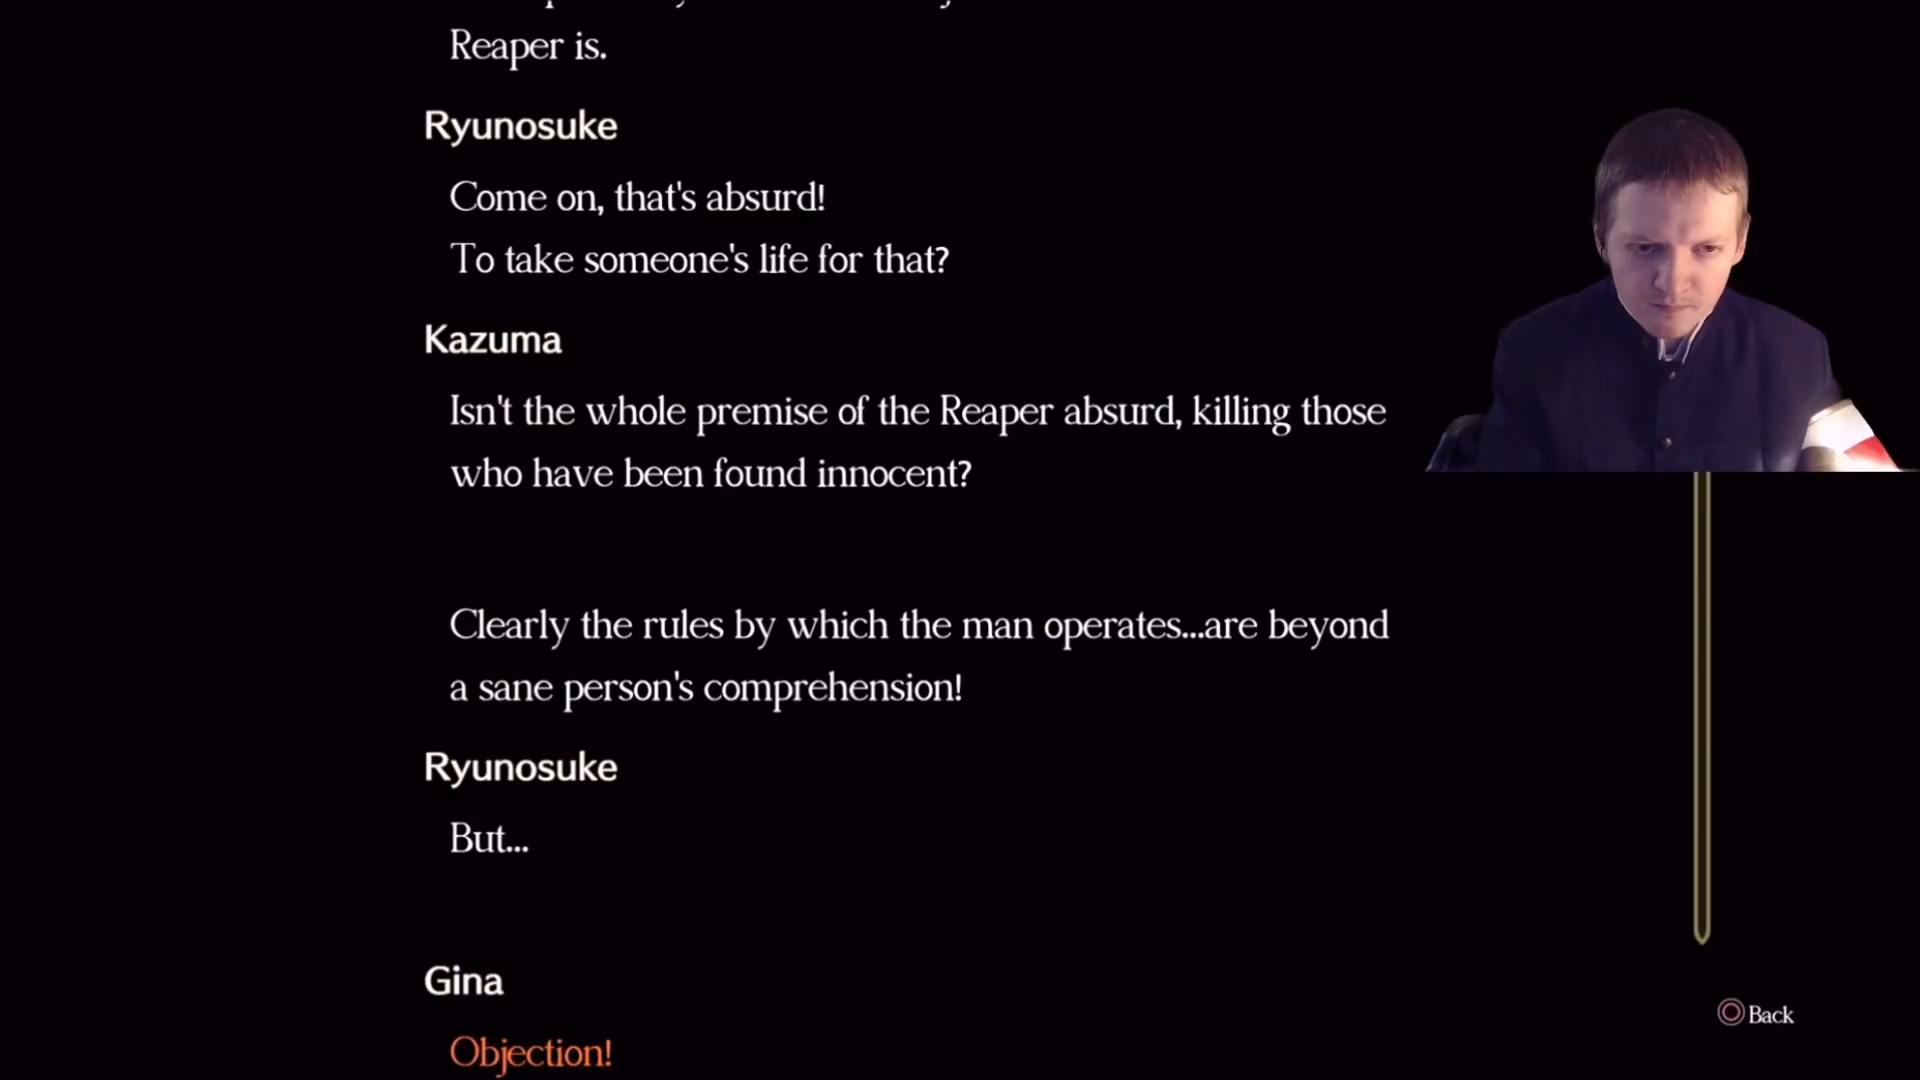 Reaper is.
Ryunosuke
Come on, that's absurd!
To take someone's life for that?
Kazuma
Isn't the whole premise of the Reaper absurd, killing those
who have been found innocent?
Clearly the rules by which the man operates...are beyond
a sane person's comprehension!
Ryunosuke
But...
Gina
Objection!
Back